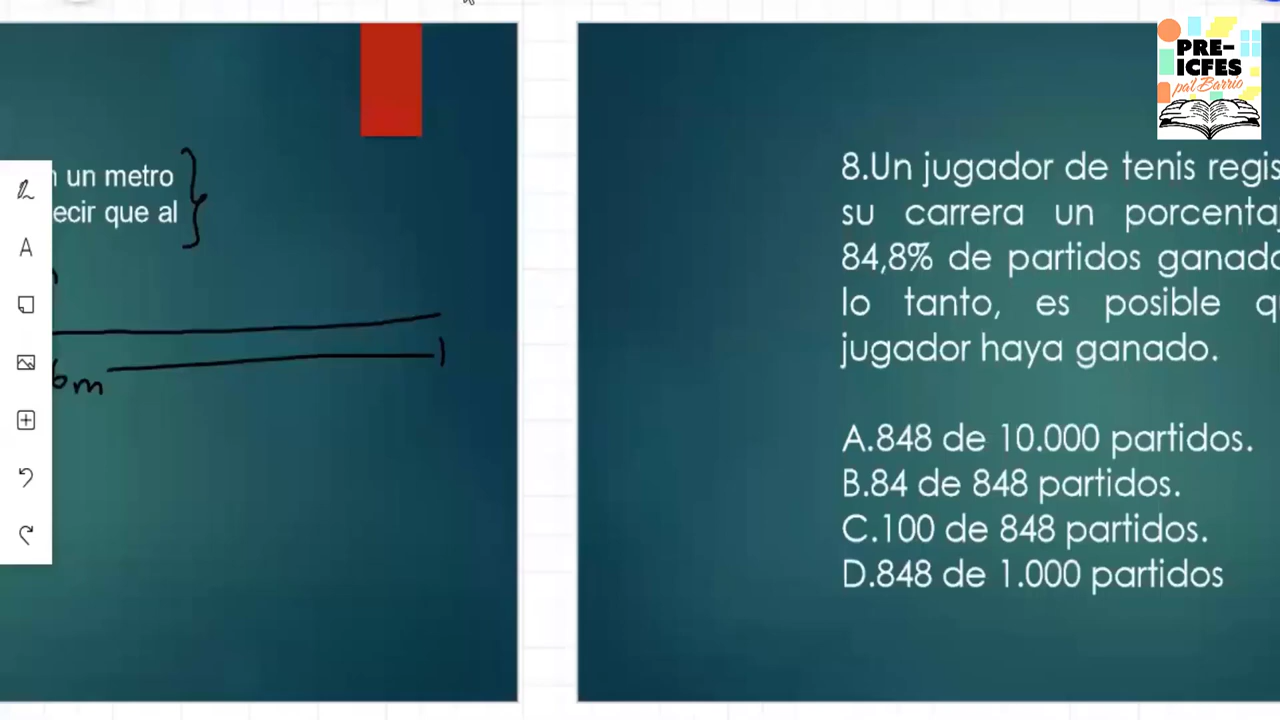 un metro
ecir que al
6m
PRE-
ICFES
pa'l Barrio
8.Un jugador de tenis regis
su carrera un porcentaj
84,8% de partidos ganado
lo tanto, es posible q
jugador haya ganado.
A.848 de 10.000 partidos.
B.84 de 848 partidos.
C.100 de 848 partidos.
D.848 de 1.000 partidos